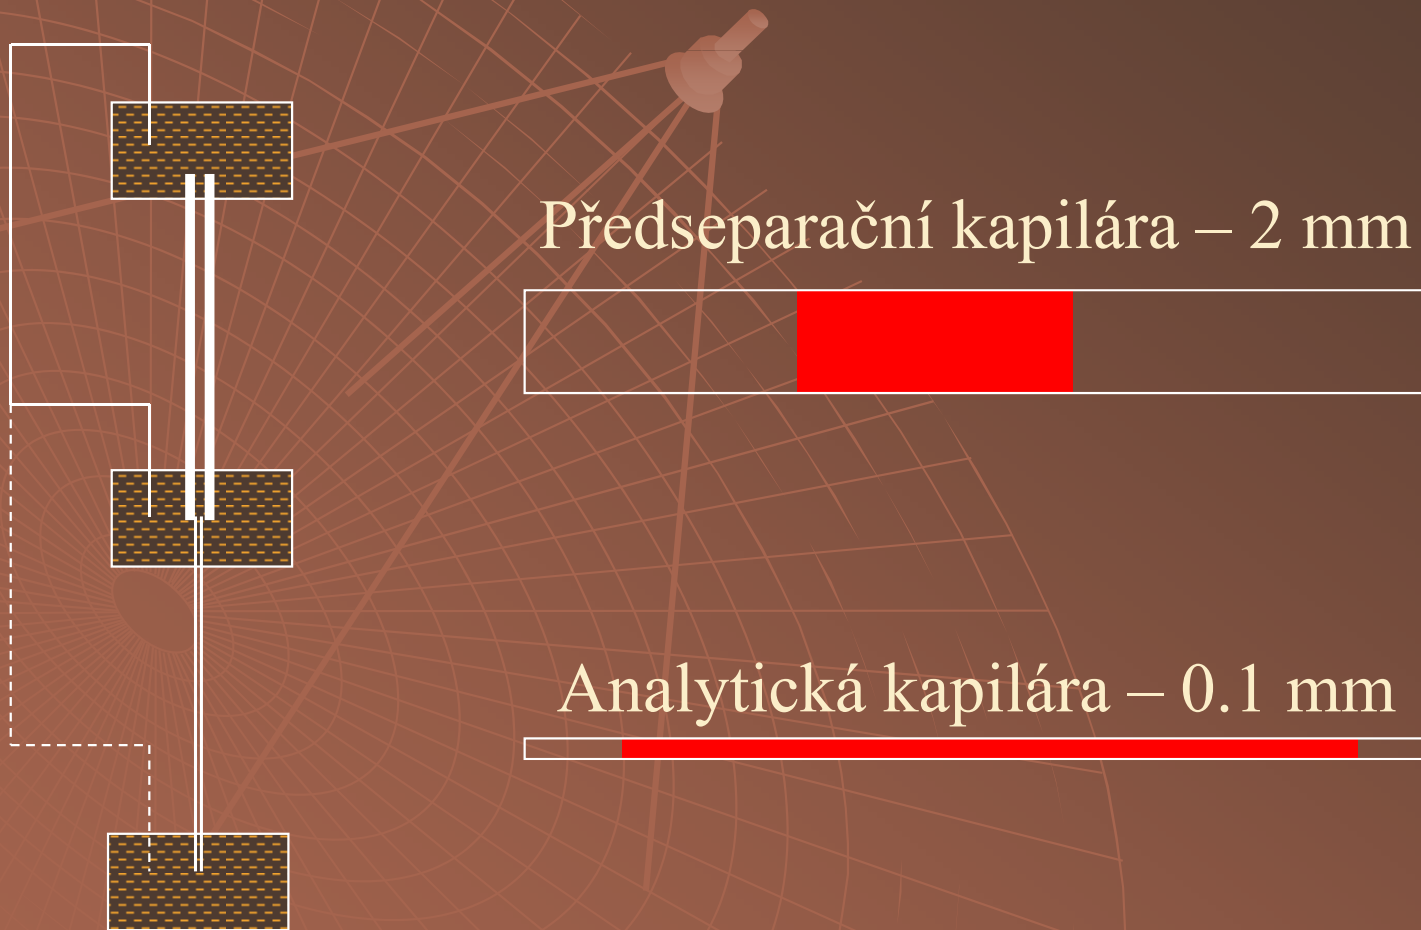 Předseparační kapilára – 2 mm
Analytická kapilára – 0.1 mm